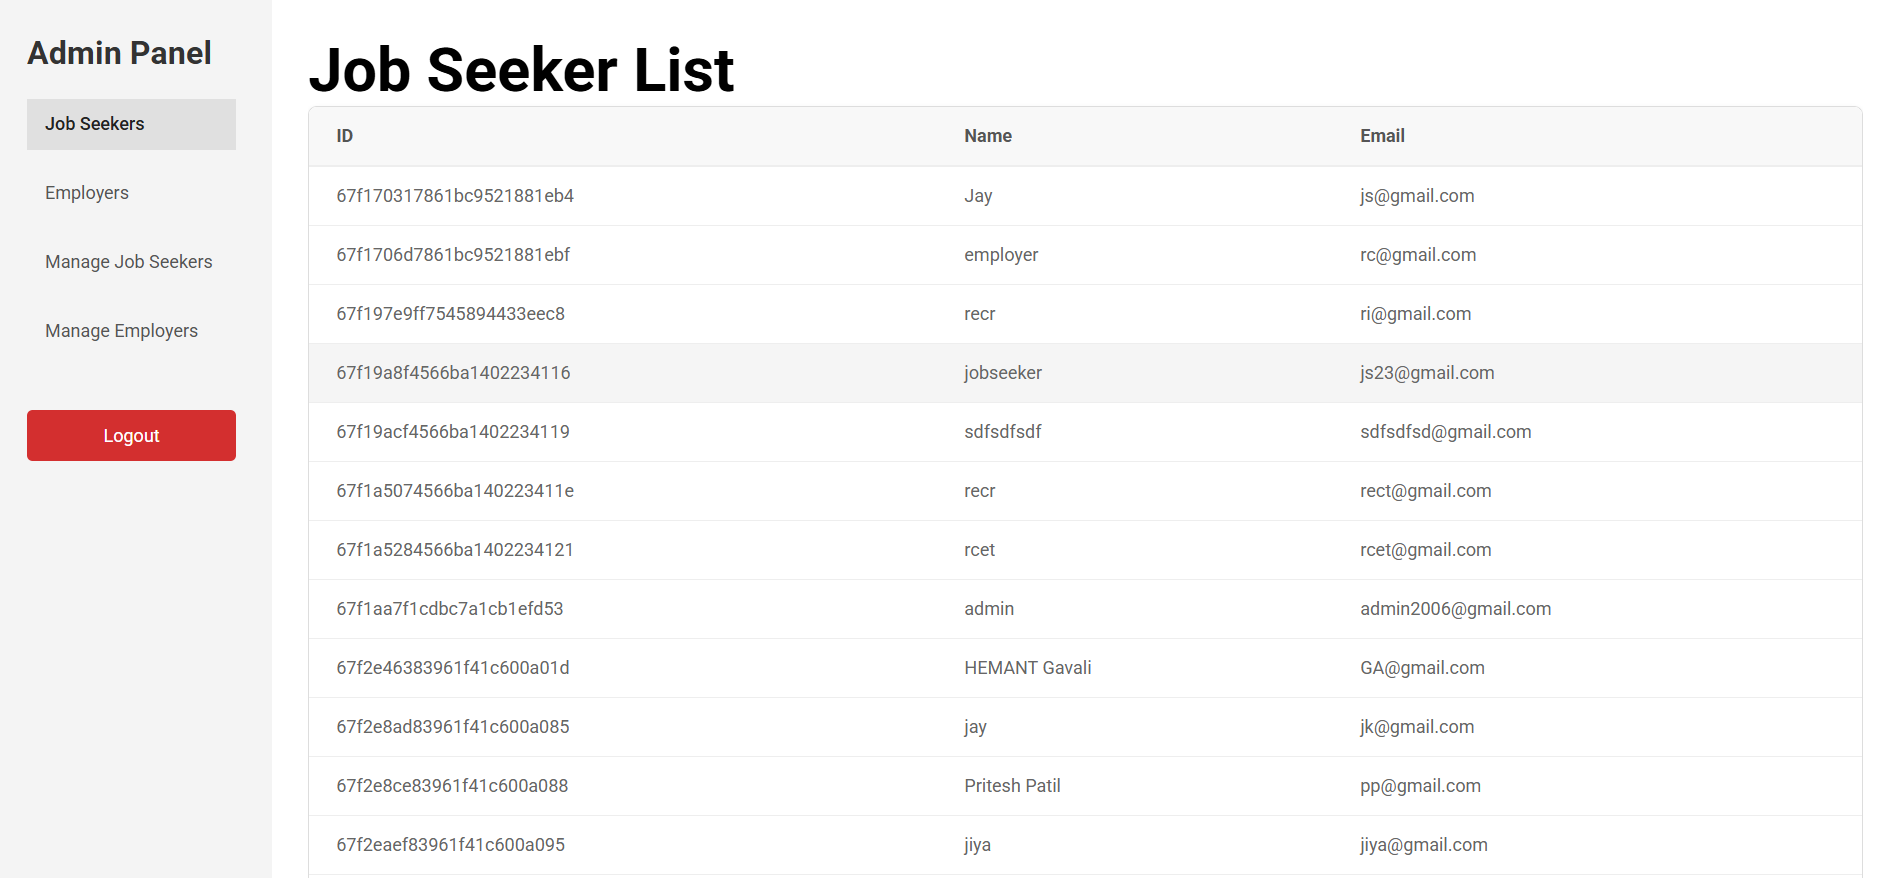 Admin Panel
Job Seekers
Employers
Manage Job Seekers
Manage Employers
Logout
Job Seeker List
ID Name Email
67f170317861bc9521881eb4 Jay js@gmail.com
67f1706d7861bc9521881ebf employer rc@gmail.com
67f197e9ff7545894433eec8 recr ri@gmail.com
67f19a8f4566ba1402234116 jobseeker js23@gmail.com
67f19acf4566ba1402234119 sdfsdfsdf sdfsdfsd@gmail.com
67f1a5074566ba140223411e recr rect@gmail.com
67f1a5284566ba1402234121 rcet rcet@gmail.com
67f1aa7f1cdbc7a1cb1efd53 admin admin2006@gmail.com
67f2e46383961f41c600a01d HEMANT Gavali GA@gmail.com
67f2e8ad83961f41c600a085 jay jk@gmail.com
67f2e8ce83961f41c600a088 Pritesh Patil pp@gmail.com
67f2eaef83961f41c600a095 jiya jiya@gmail.com